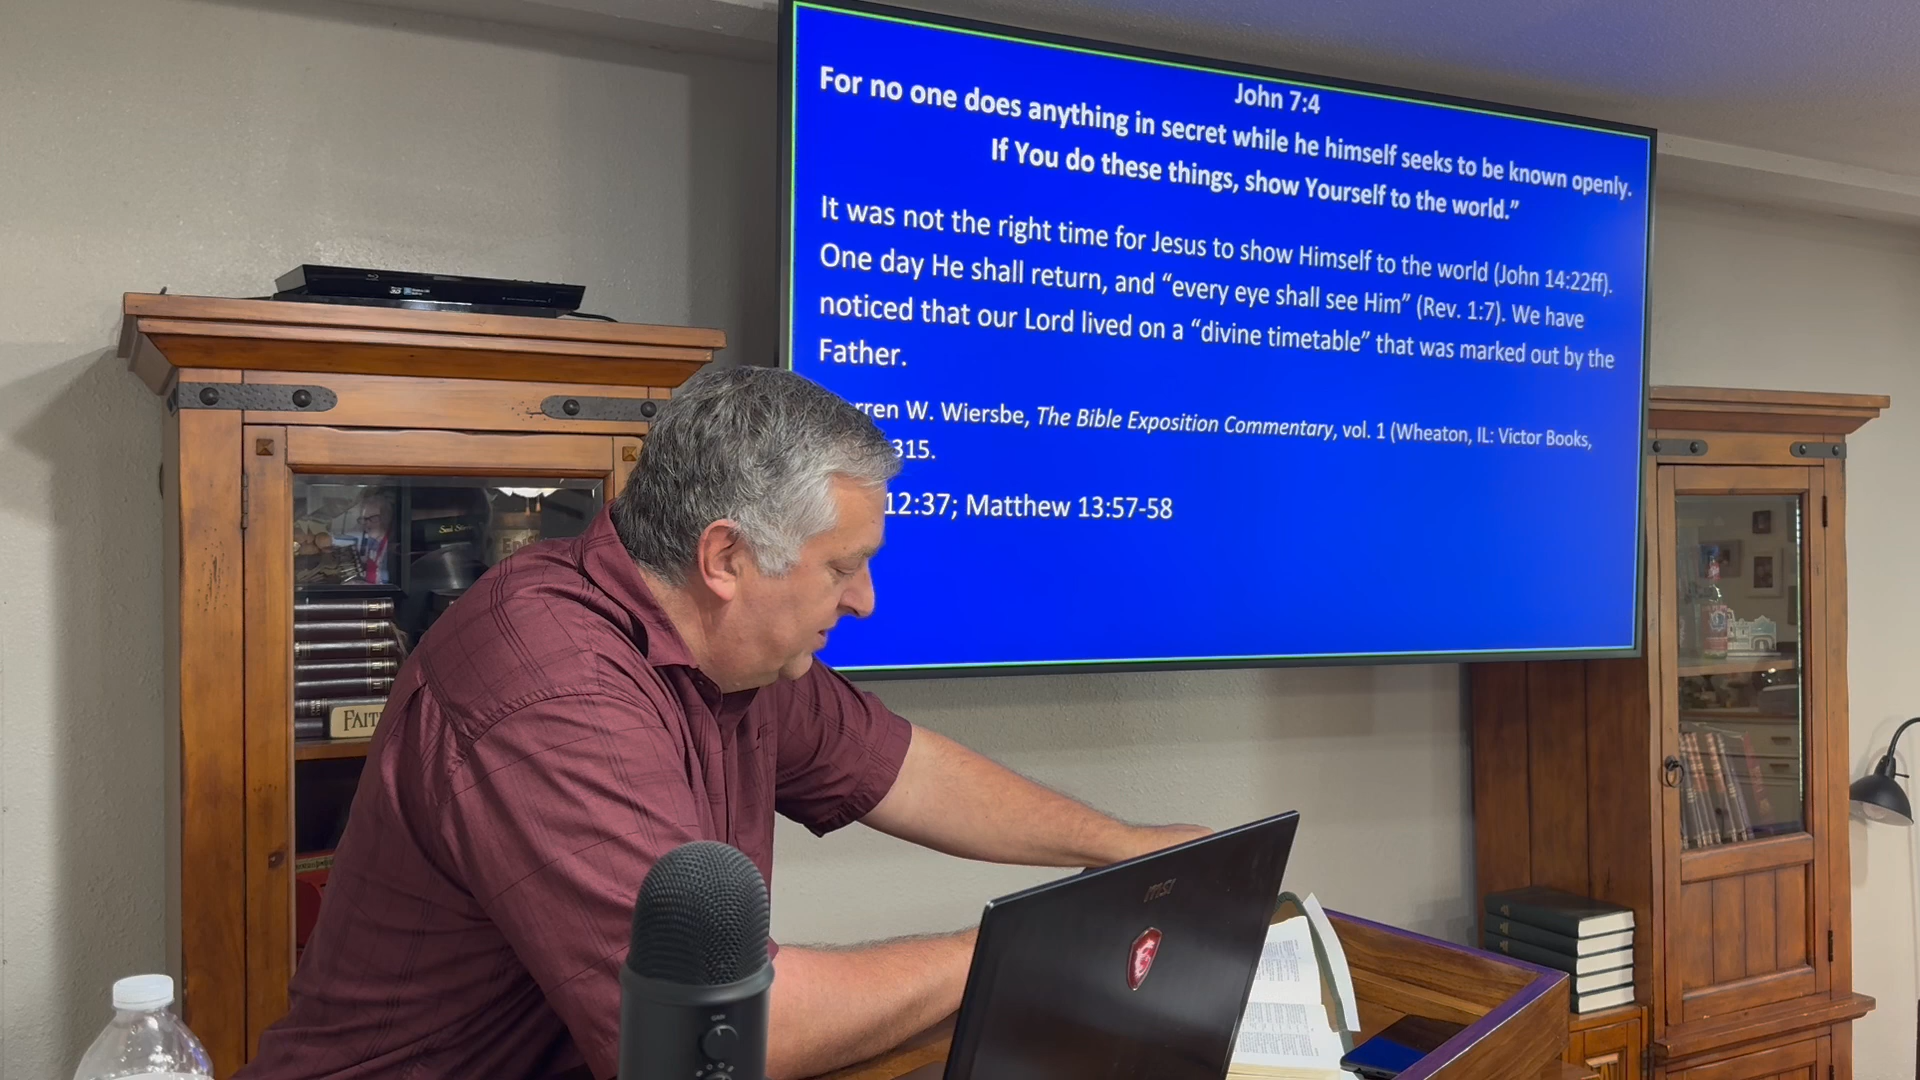 John 7:4
For no one does anything in secret while he himself seeks to be known openly.
If You do these things, show Yourself to the world.”
It was not the right time for Jesus to show Himself to the world (John 14:22ff).
One day He shall return, and “every eye shall see Him” (Rev. 1:7). We have
noticed that our Lord lived on a “divine timetable” that was marked out by the
Father.
rren W. Wiersbe, The Bible Exposition Commentary, vol. 1 (Wheaton, IL: Victor Books,
315.
12:37; Matthew 13:57-58
FAIT
msi
GAIN